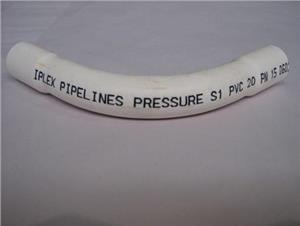 IPLEX PIPELINES PRESSURE S1 PVC 20 PN 15